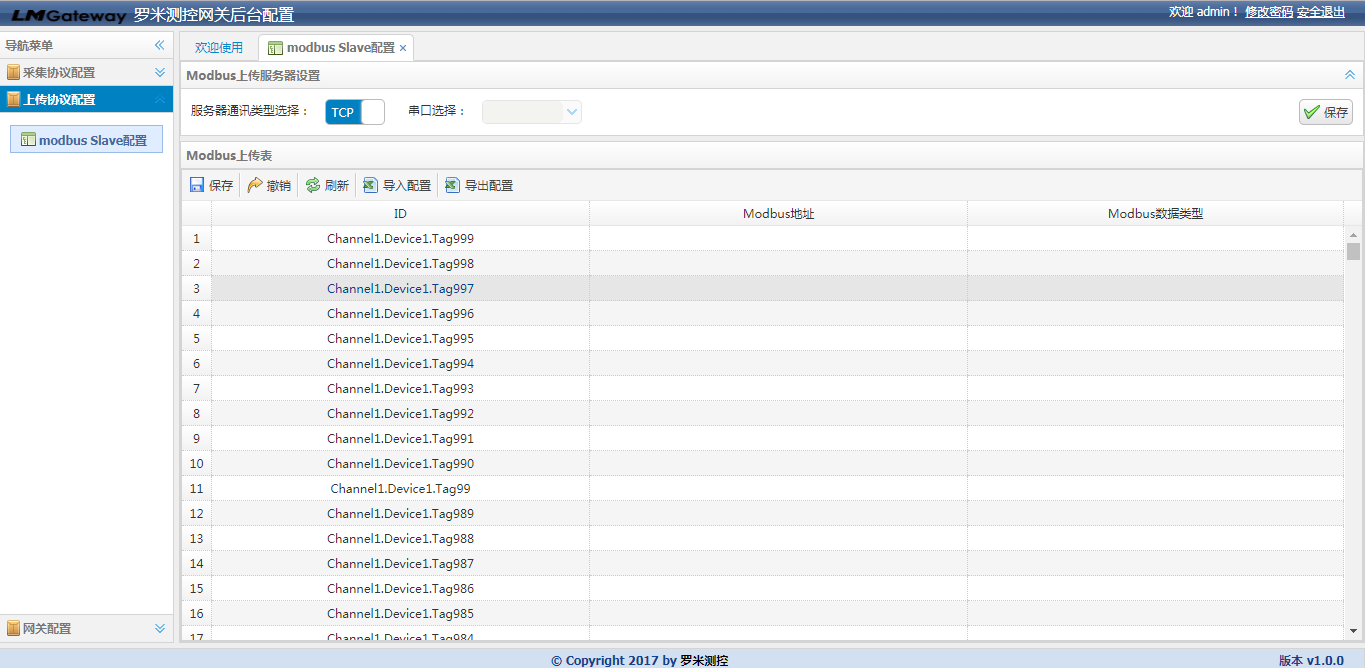 LMGateway 罗米测控网关后台配置 欢迎 admin！ 修改密码 安全退出
导航菜单
采集协议配置
上传协议配置
modbus Slave配置
网关配置
欢迎使用 modbus Slave配置 ×
Modbus上传服务器设置
服务器通讯类型选择： TCP 串口选择： 保存
Modbus上传表
保存 撤销 刷新 导入配置 导出配置
ID Modbus地址 Modbus数据类型
1 Channel1.Device1.Tag999
2 Channel1.Device1.Tag998
3 Channel1.Device1.Tag997
4 Channel1.Device1.Tag996
5 Channel1.Device1.Tag995
6 Channel1.Device1.Tag994
7 Channel1.Device1.Tag993
8 Channel1.Device1.Tag992
9 Channel1.Device1.Tag991
10 Channel1.Device1.Tag990
11 Channel1.Device1.Tag99
12 Channel1.Device1.Tag989
13 Channel1.Device1.Tag988
14 Channel1.Device1.Tag987
15 Channel1.Device1.Tag986
16 Channel1.Device1.Tag985
17 Channel1.Device1.Tag984
© Copyright 2017 by 罗米测控 版本 v1.0.0